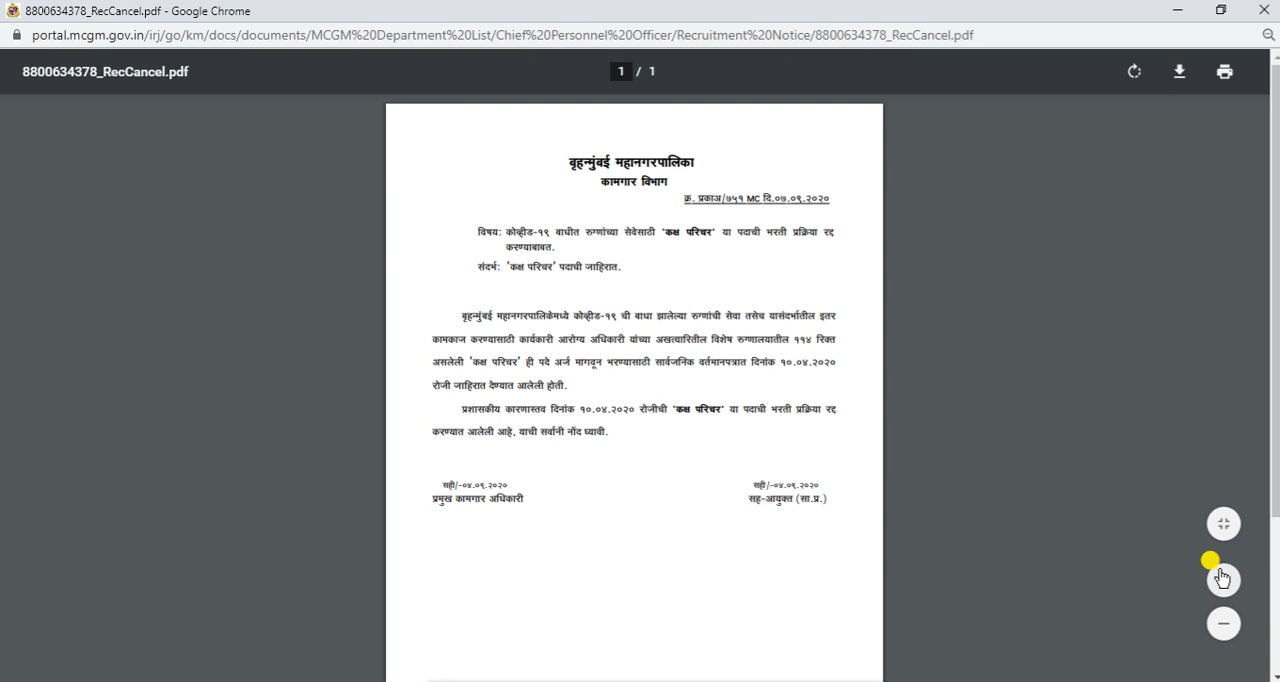 8800634378_RecCancel.pdf - Google Chrome
portal.mcgm.gov.in/irj/go/km/docs/documents/MCGM%20Department%20List/Chief%20Personnel%20Officer/Recruitment%20Notice/8800634378_RecCancel.pdf
8800634378_RecCancel.pdf 1 / 1
बृहन्मुंबई महानगरपालिका
कामगार विभाग
क्र. प्रकाअ/७५१ MC दि.०७.०९.२०२०
विषय: कोव्हीड-१९ बाधीत रुग्णांच्या सेवेसाठी 'कक्ष परिचर' या पदाची भरती प्रक्रिया रद्द
करण्याबाबत.
संदर्भ: 'कक्ष परिचर' पदाची जाहिरात.
बृहन्मुंबई महानगरपालिकेमध्ये कोव्हीड-१९ ची बाधा झालेल्या रुग्णांची सेवा तसेच यासंदर्भातील इतर
कामकाज करण्यासाठी कार्यकारी आरोग्य अधिकारी यांच्या अखत्यारितील विशेष रुग्णालयातील ११४ रिक्त
असलेली 'कक्ष परिचर' ही पदे अर्ज मागवून भरण्यासाठी सार्वजनिक वर्तमानपत्रात दिनांक १०.०४.२०२०
रोजी जाहिरात देण्यात आलेली होती.
प्रशासकीय कारणास्तव दिनांक १०.०४.२०२० रोजीची 'कक्ष परिचर' या पदाची भरती प्रक्रिया रद्द
करण्यात आलेली आहे, याची सर्वांनी नोंद घ्यावी.
सही/-०४.०९.२०२० सही/-०४.०९.२०२०
प्रमुख कामगार अधिकारी सह-आयुक्त (सा.प्र.)